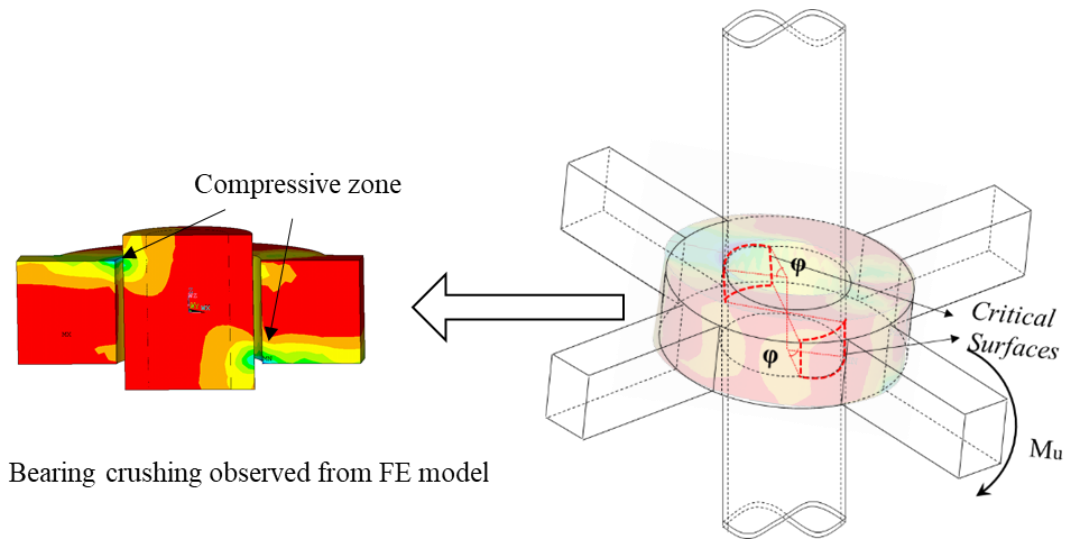 Compressive zone
φ
φ
Critical
Surfaces
Mu
Bearing crushing observed from FE model